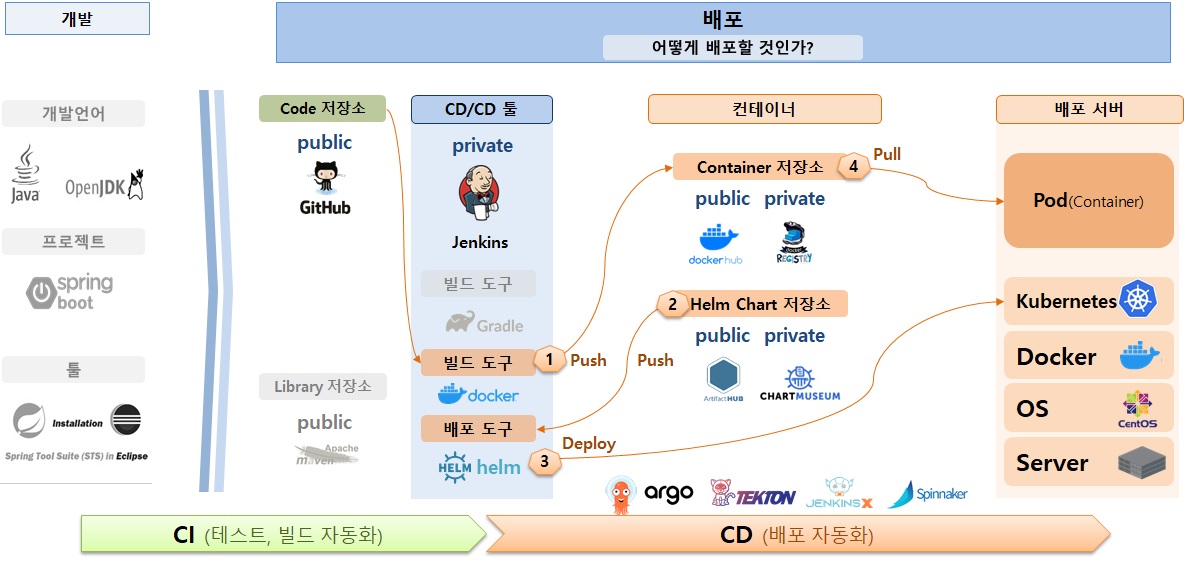 개발
배포
어떻게 배포할 것인가?
개발언어
Java
OpenJDK
프로젝트
spring
boot
툴
Installation
Spring Tool Suite (STS) in Eclipse
Code 저장소
public
GitHub
Library 저장소
public
Apache
maven
CD/CD 툴
private
Jenkins
빌드 도구
Gradle
빌드 도구
1
Push
docker
배포 도구
HELM helm
3
Deploy
컨테이너
Container 저장소
4
Pull
public private
docker hub
docker
REGISTRY
2
Helm Chart 저장소
Push
public private
ArtifactHUB
CHARTMUSEUM
배포 서버
Pod(Container)
Kubernetes
Docker
OS
CentOS
Server
argo
TEKTON
JENKINS X
Spinnaker
CI (테스트, 빌드 자동화)
CD (배포 자동화)